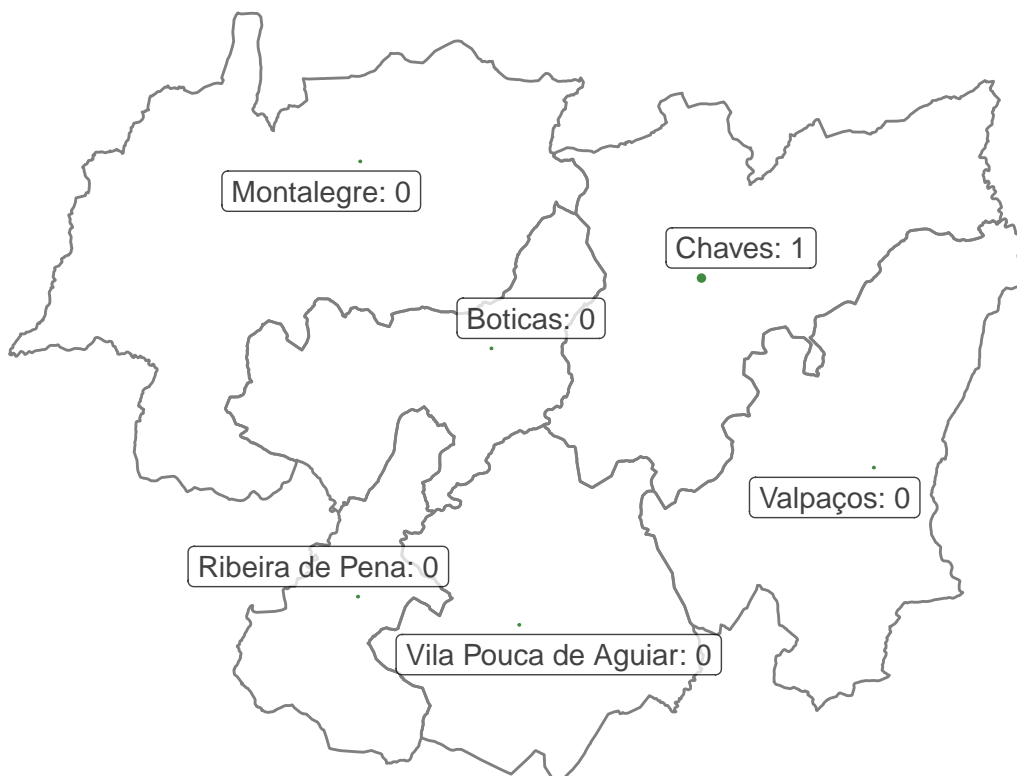 Montalegre: 0
Chaves: 1
Boticas: 0
Valpaços: 0
Ribeira de Pena: 0
Vila Pouca de Aguiar: 0